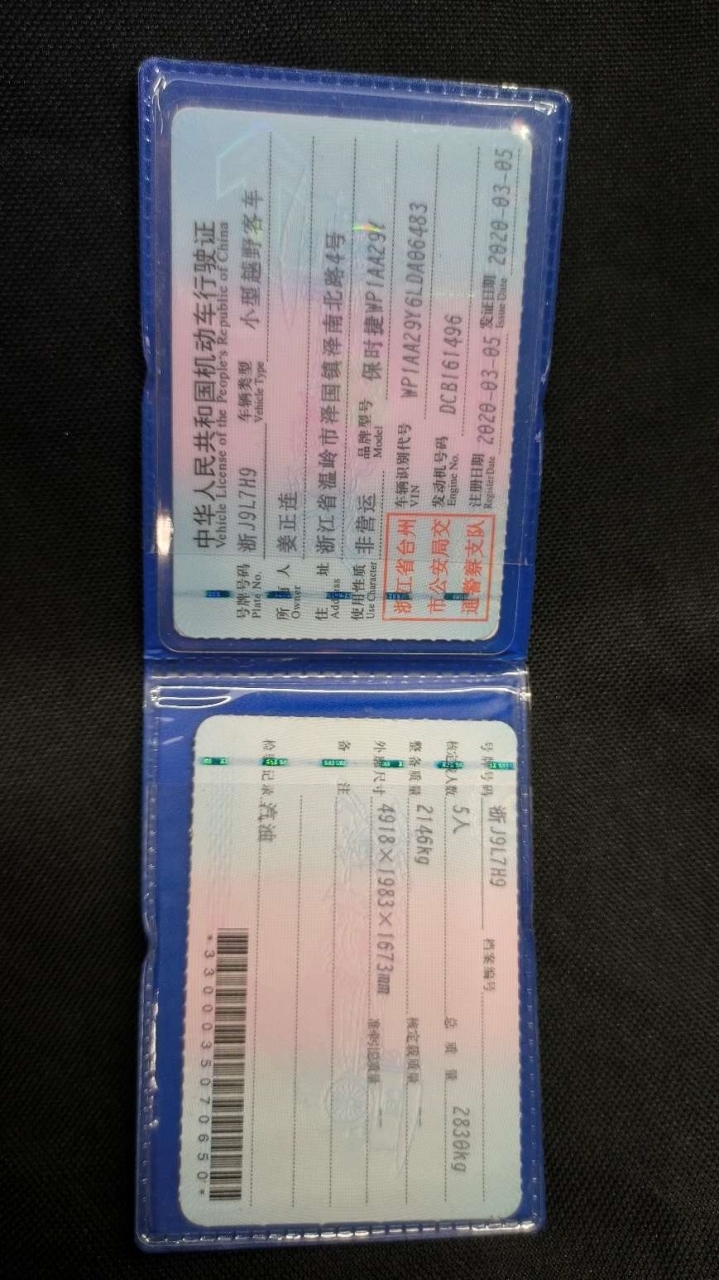 中华人民共和国机动车行驶证
Vehicle License of the People's Republic of China
号牌号码 浙J9L7H9 车辆类型 小型越野客车
Plate No. Vehicle Type
所有人 姜正连
Owner
住址 浙江省温岭市泽国镇泽南北路4号
Address
使用性质 非营运 品牌型号 保时捷WP1AA29Y
Use Character Model
浙江省台州
市公安局交
通警察支队
车辆识别代号 WP1AA29Y6LDA06483
VIN
发动机号码 DCB161496
Engine No.
注册日期 2020-03-05 发证日期 2020-03-05
Register Date Issue Date
号牌号码 浙J9L7H9 档案编号
核定载人数 5人 总质量 2830kg
整备质量 2146kg 核定载质量 --
外廓尺寸 4918×1983×1673mm 准牵引总质量 --
备注
检验记录 汽油
*3300035070650*